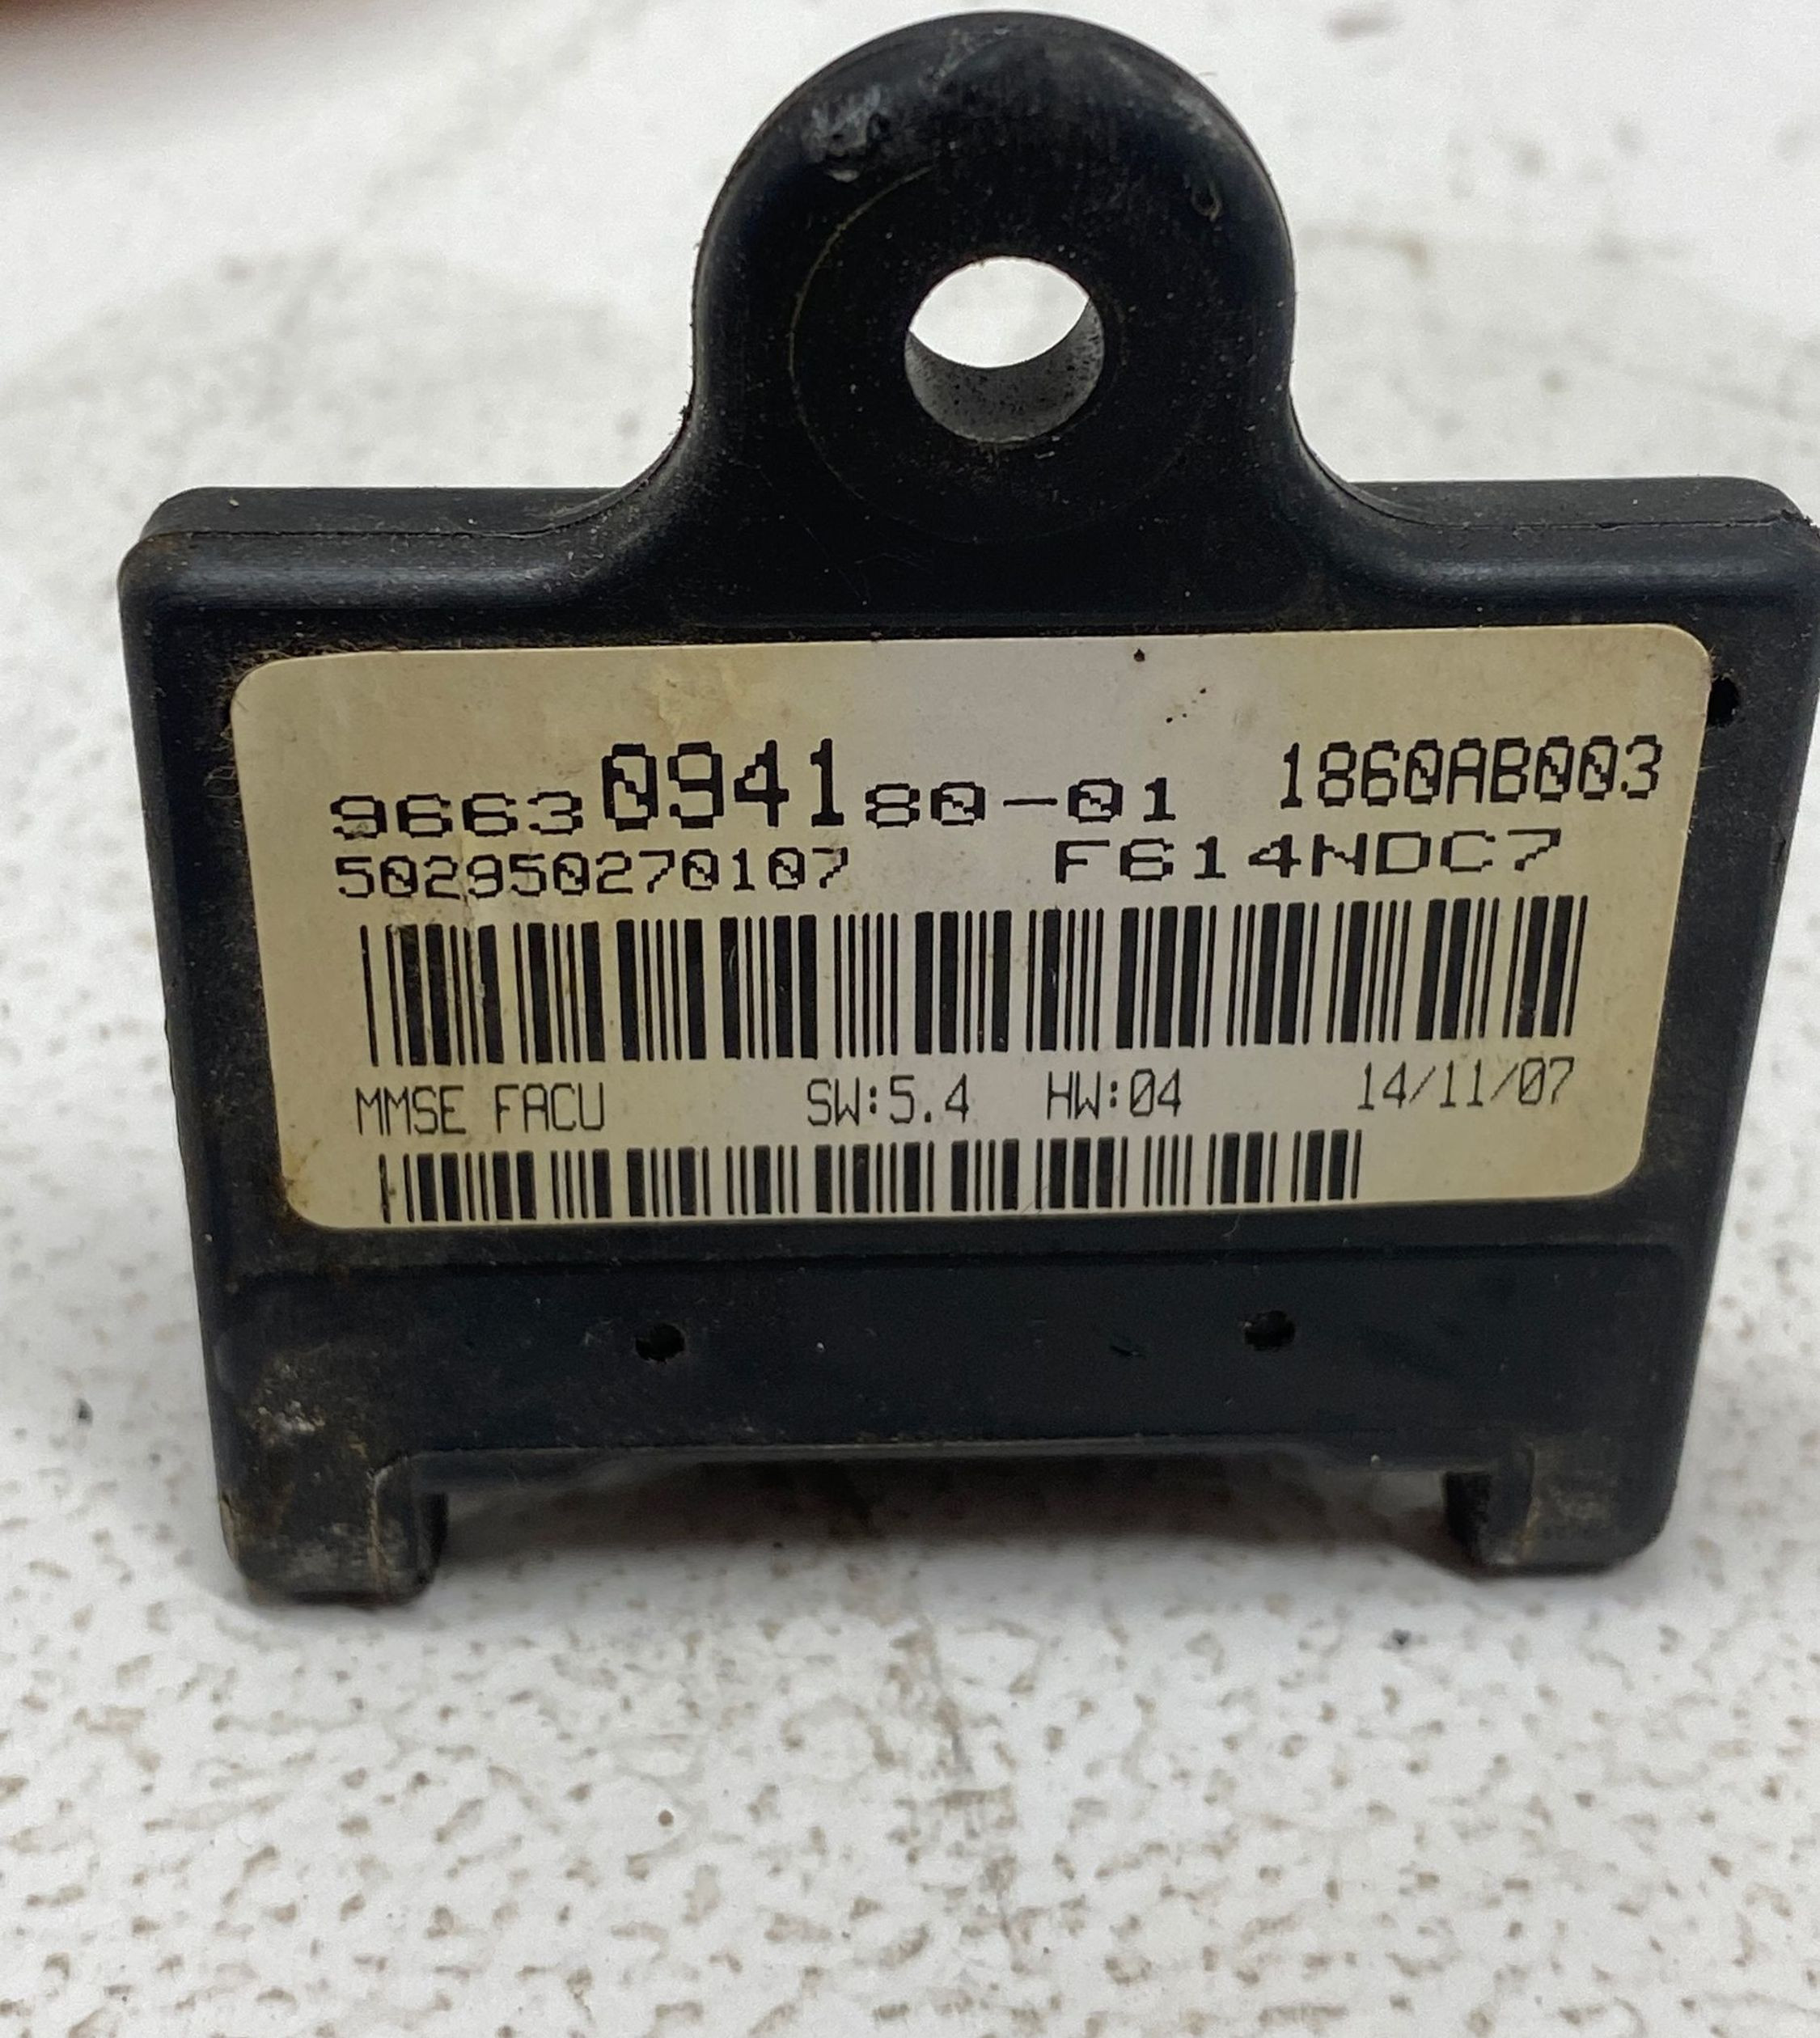 9663094180-01 1860AB003
502950270107 F614NDC7
MMSE FACU SW:5.4 HW:04 14/11/07